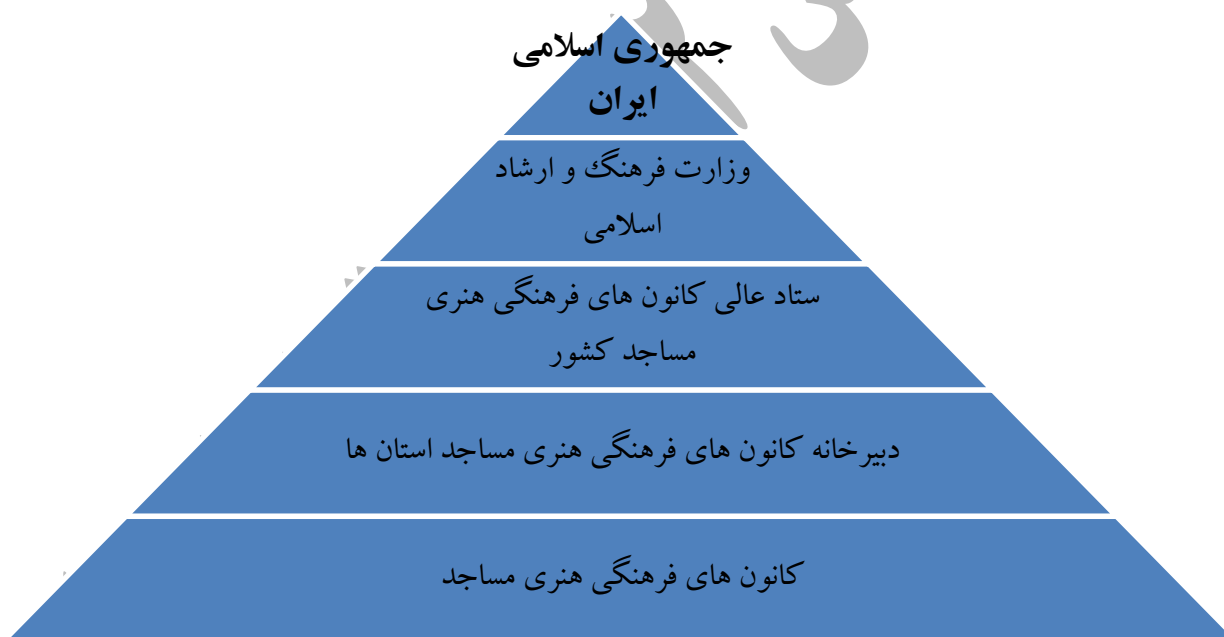 جمهوری اسلامی
ایران
وزارت فرهنگ و ارشاد
اسلامی
ستاد عالی کانون های فرهنگی هنری
مساجد کشور
دبیرخانه کانون های فرهنگی هنری مساجد استان ها
کانون های فرهنگی هنری مساجد